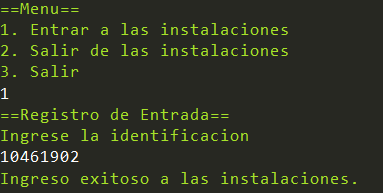 ==Menu==
1. Entrar a las instalaciones
2. Salir de las instalaciones
3. Salir
1
==Registro de Entrada==
Ingrese la identificacion
10461902
Ingreso exitoso a las instalaciones.